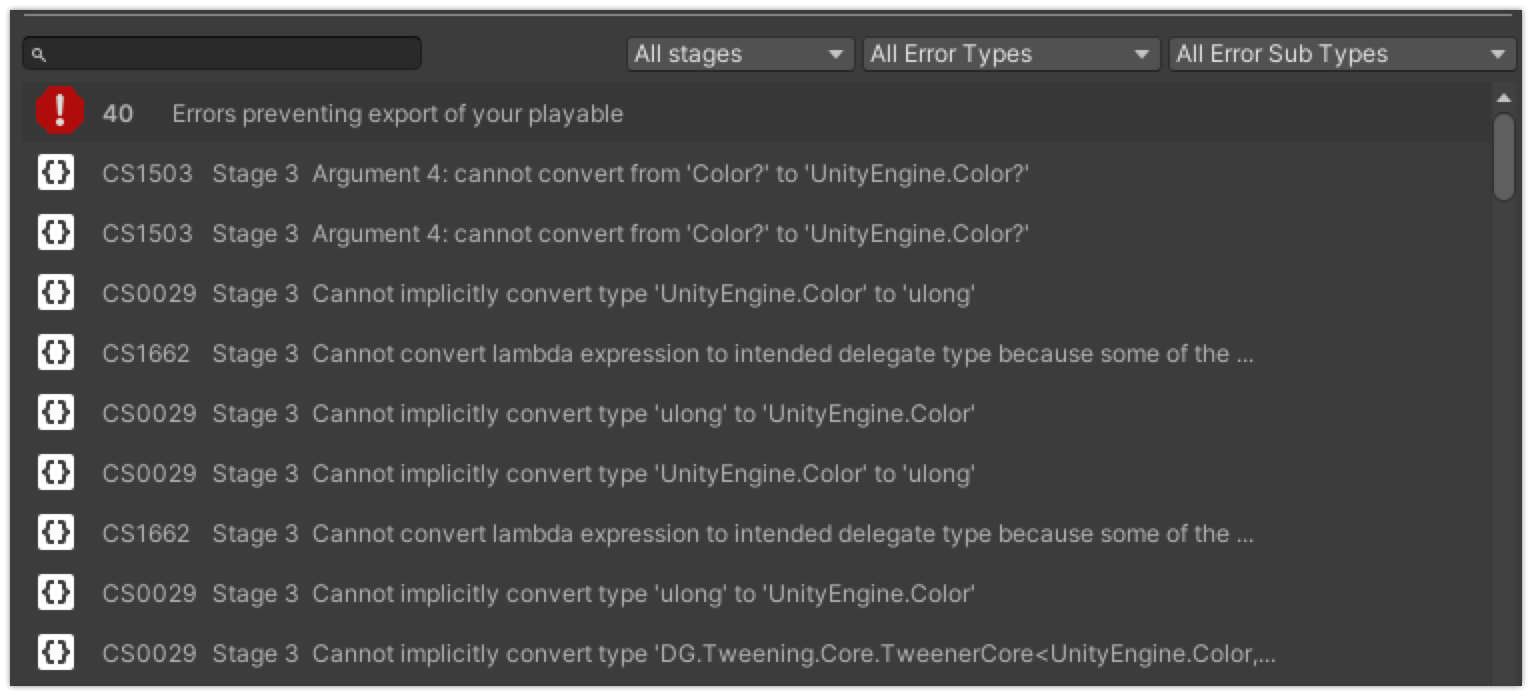 All stages All Error Types All Error Sub Types
40 Errors preventing export of your playable
CS1503 Stage 3 Argument 4: cannot convert from 'Color?' to 'UnityEngine.Color?'
CS1503 Stage 3 Argument 4: cannot convert from 'Color?' to 'UnityEngine.Color?'
CS0029 Stage 3 Cannot implicitly convert type 'UnityEngine.Color' to 'ulong'
CS1662 Stage 3 Cannot convert lambda expression to intended delegate type because some of the ...
CS0029 Stage 3 Cannot implicitly convert type 'ulong' to 'UnityEngine.Color'
CS0029 Stage 3 Cannot implicitly convert type 'UnityEngine.Color' to 'ulong'
CS1662 Stage 3 Cannot convert lambda expression to intended delegate type because some of the ...
CS0029 Stage 3 Cannot implicitly convert type 'ulong' to 'UnityEngine.Color'
CS0029 Stage 3 Cannot implicitly convert type 'DG.Tweening.Core.TweenerCore<UnityEngine.Color,...